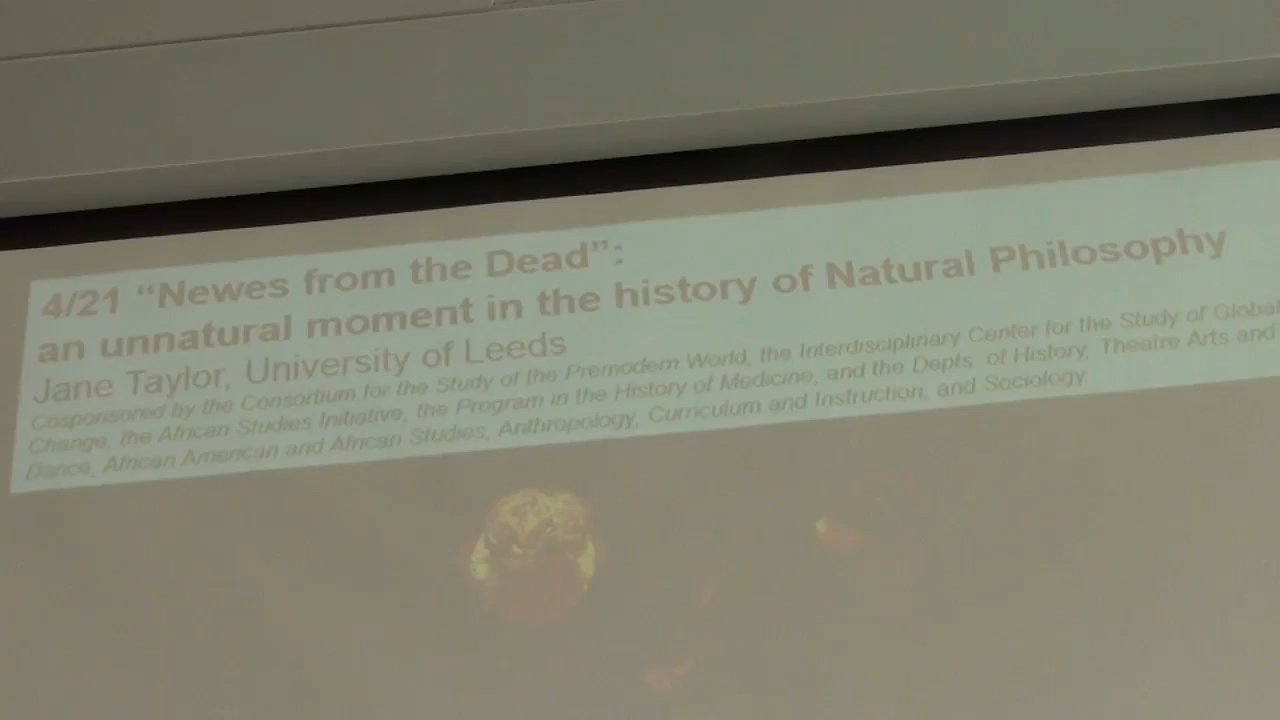 4/21 “Newes from the Dead”:
an unnatural moment in the history of Natural Philosophy
Jane Taylor, University of Leeds
Cosponsored by the Consortium for the Study of the Premodern World, the Interdisciplinary Center for the Study of Global
Change, the African Studies Initiative, the Program in the History of Medicine, and the Depts. of History, Theatre Arts and
Dance, African American and African Studies, Anthropology, Curriculum and Instruction, and Sociology